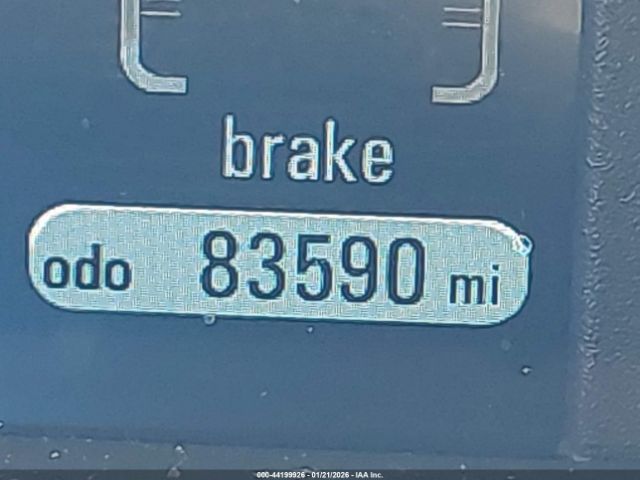 brake
odo 83590 mi
000-44199926 - 01/21/2026 - IAA Inc.